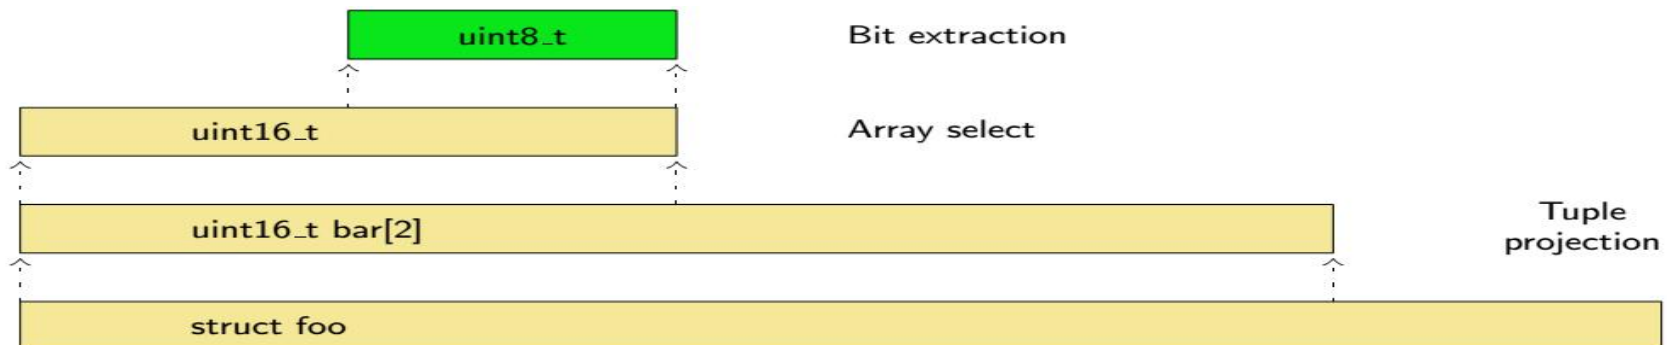 uint8_t
Bit extraction
uint16_t
Array select
uint16_t bar[2]
Tuple
projection
struct foo